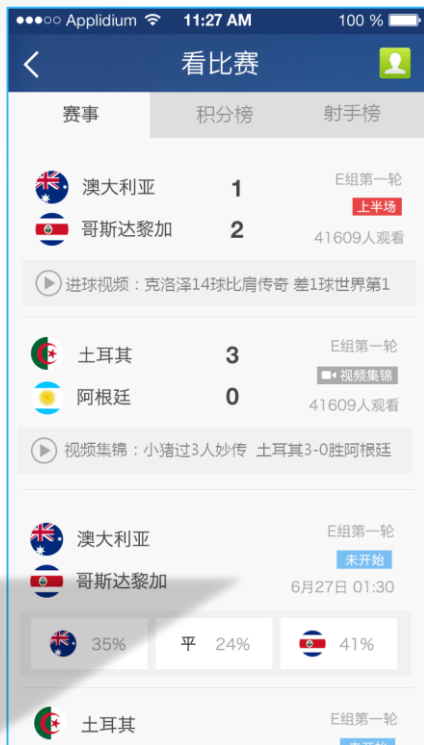 Applidium 11:27 AM 100 %
看比赛
赛事 积分榜 射手榜
澳大利亚 1 E组第一轮
上半场
哥斯达黎加 2 41609人观看
进球视频：克洛泽14球比肩传奇 差1球世界第1
土耳其 3 E组第一轮
视频集锦
阿根廷 0 41609人观看
视频集锦：小猪过3人妙传 土耳其3-0胜阿根廷
澳大利亚 E组第一轮
未开始
哥斯达黎加 6月27日 01:30
35% 平 24% 41%
土耳其 E组第一轮
未开始